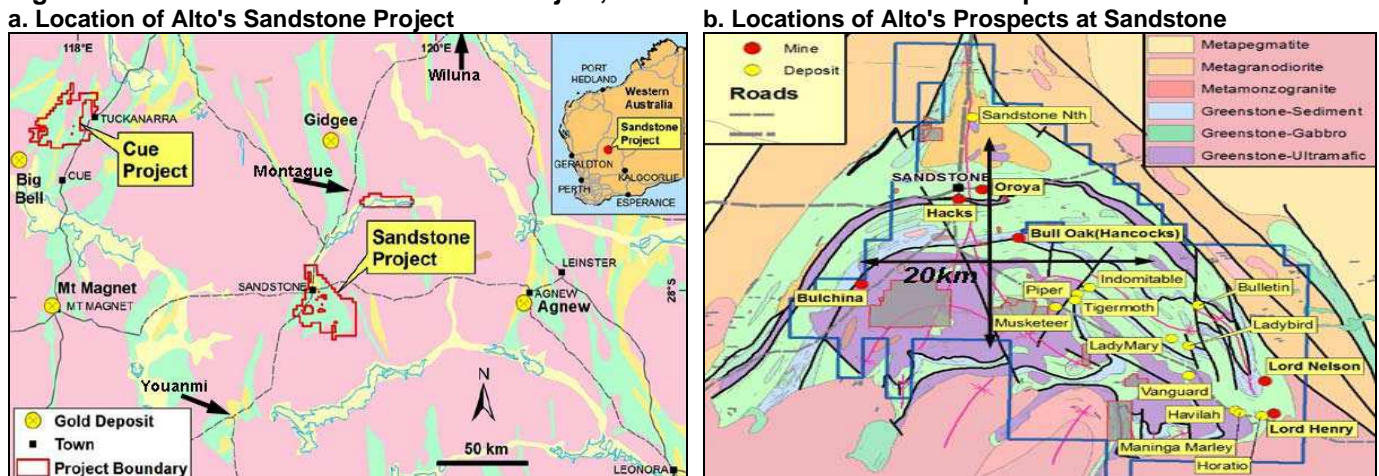 a. Location of Alto's Sandstone Project
b. Locations of Alto's Prospects at Sandstone
118°E
120°E
Wiluna
TUCKANARRA
Cue
Project
Big
Bell
CUE
Gidgee
Montague
Sandstone
Project
SANDSTONE
LEINSTER
AGNEW
Agnew
28°S
Mt Magnet
MT MAGNET
Youanmi
N
50 km
LEONORA
Gold Deposit
Town
Project Boundary
PORT
HEDLAND
Western
Australia
Sandstone
Project
GERALDTON
KALGOORLIE
PERTH
ESPERANCE
Mine
Deposit
Roads
Metapegmatite
Metagranodiorite
Metamonzogranite
Greenstone-Sediment
Greenstone-Gabbro
Greenstone-Ultramafic
Sandstone Nth
SANDSTONE
Oroya
Hacks
Bull Oak(Hancocks)
20km
Bulchina
Indomitable
Piper
Bulletin
Tigermoth
Musketeer
Ladybird
LadyMary
Lord Nelson
Vanguard
Havilah
Lord Henry
Maninga Marley
Horatio